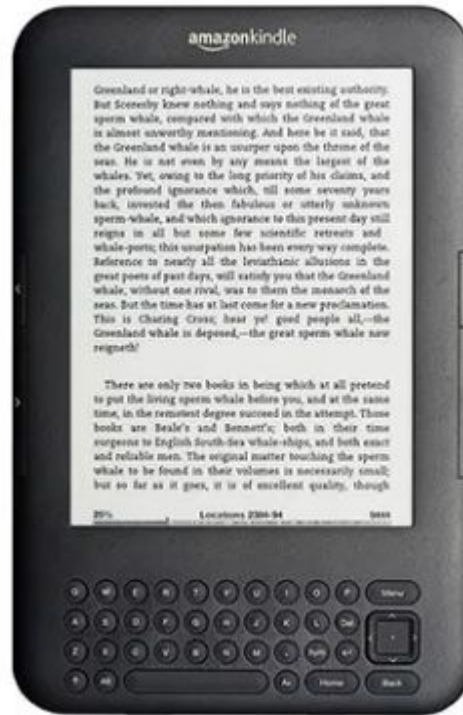 amazonkindle
Greenland or right-whale, he is the best existing authority.
But Scoresby knew nothing and says nothing of the great
sperm whale, compared with which the Greenland whale
is almost unworthy mentioning. And here be it said, that
the Greenland whale is an usurper upon the throne of the
seas. He is not even by any means the largest of the
whales. Yet, owing to the long priority of his claims, and
the profound ignorance which, till some seventy years
back, invested the then fabulous or utterly unknown
sperm-whale, and which ignorance to this present day still
reigns in all but some few scientific retreats and
whale-ports; this usurpation has been every way complete.
Reference to nearly all the leviathanic allusions in the
great poets of past days, will satisfy you that the Greenland
whale, without one rival, was to them the monarch of the
seas. But the time has at last come for a new proclamation.
This is Charing Cross; hear ye! good people all,—the
Greenland whale is deposed,—the great sperm whale now
reigneth!
There are only two books in being which at all pretend
to put the living sperm whale before you, and at the same
time, in the remotest degree succeed in the attempt. Those
books are Beale's and Bennett's; both in their time
surgeons to English South-Sea whale-ships, and both exact
and reliable men. The original matter touching the sperm
whale to be found in their volumes is necessarily small;
but so far as it goes, it is of excellent quality, though
25% Locations 2384-94
Q W E R T Y U I O P Menu
A S D F G H J K L Del
Z X C V B N M . Sym
Alt Aa Home Back